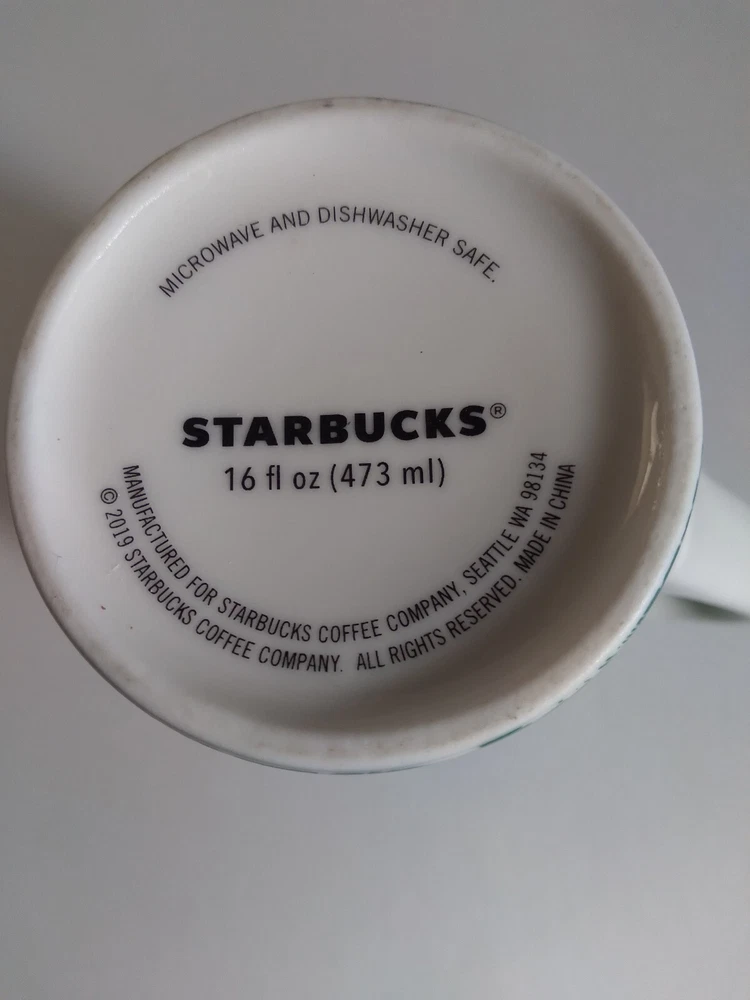 MICROWAVE AND DISHWASHER SAFE.
STARBUCKS®
16 fl oz (473 ml)
MANUFACTURED FOR STARBUCKS COFFEE COMPANY, SEATTLE WA 98134
© 2019 STARBUCKS COFFEE COMPANY. ALL RIGHTS RESERVED. MADE IN CHINA